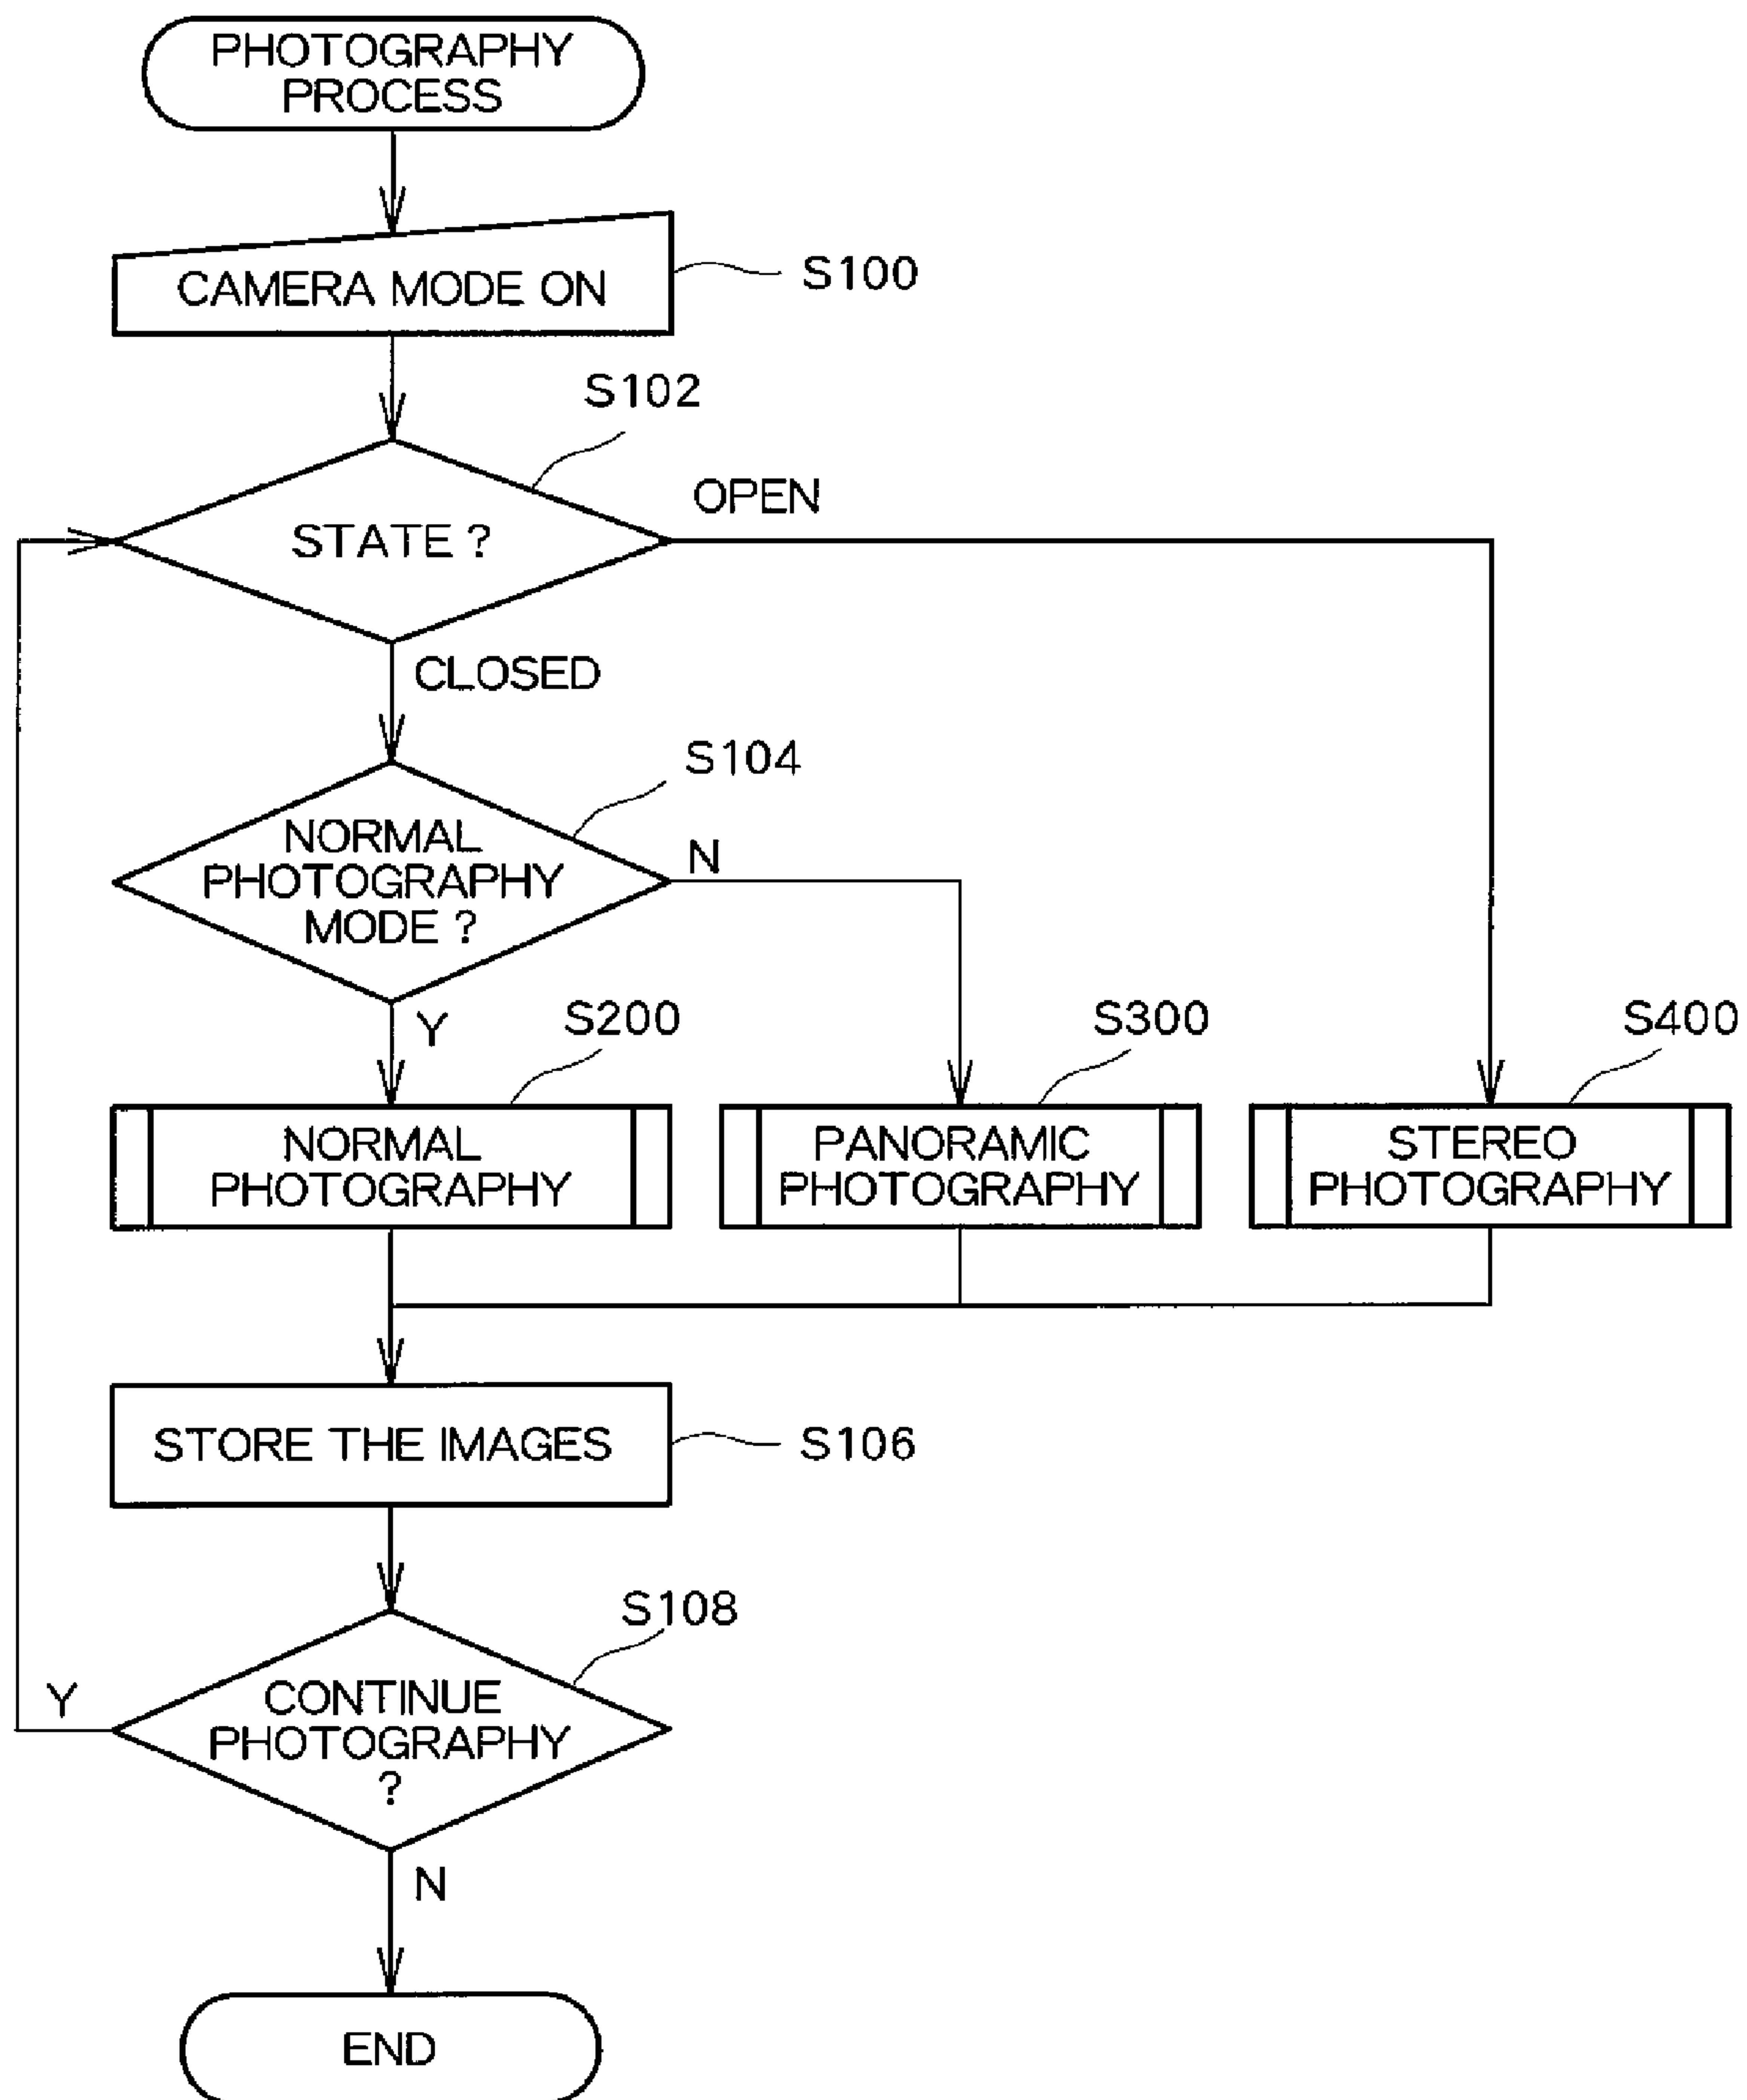 PHOTOGRAPHY
PROCESS
CAMERA MODE ON
S100
S102
STATE ?
OPEN
CLOSED
S104
NORMAL
PHOTOGRAPHY
MODE ?
N
Y
S200
S300
S400
NORMAL
PHOTOGRAPHY
PANORAMIC
PHOTOGRAPHY
STEREO
PHOTOGRAPHY
STORE THE IMAGES
S106
S108
CONTINUE
PHOTOGRAPHY
?
Y
N
END